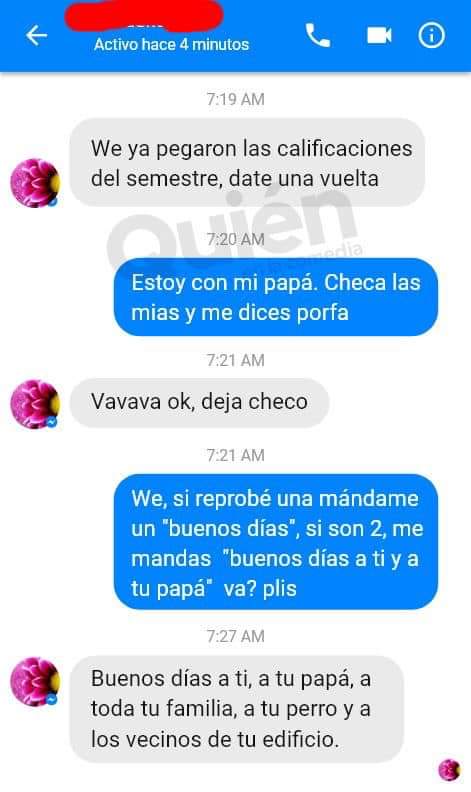 Activo hace 4 minutos
7:19 AM
We ya pegaron las calificaciones
del semestre, date una vuelta
Quién
7:20 AM
Estoy con mi papá. Checa las
mias y me dices porfa
7:21 AM
Vavava ok, deja checo
7:21 AM
We, si reprobé una mándame
un "buenos días", si son 2, me
mandas "buenos días a ti y a
tu papá" va? plis
7:27 AM
Buenos días a ti, a tu papá, a
toda tu familia, a tu perro y a
los vecinos de tu edificio.